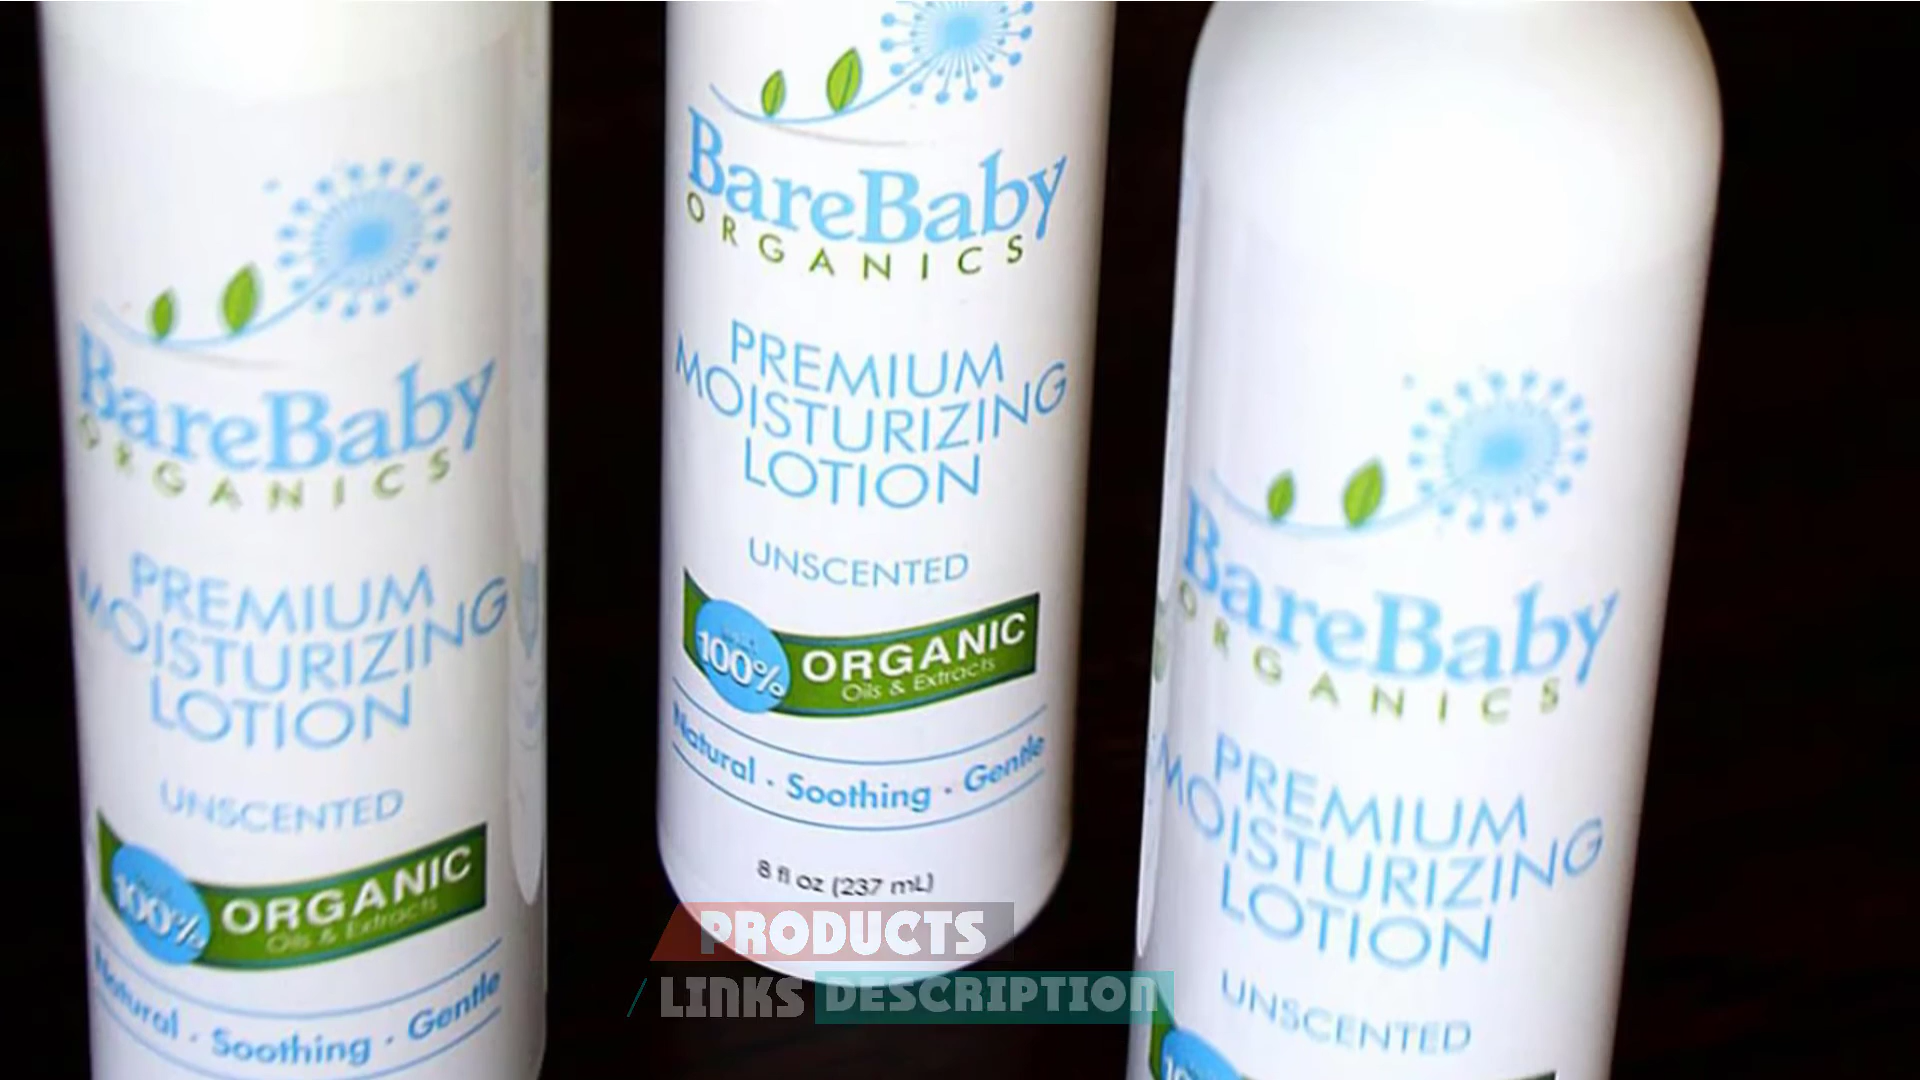 BareBaby
ORGANICS
PREMIUM
MOISTURIZING
LOTION
UNSCENTED
100% ORGANIC
Oils & Extracts
Natural · Soothing · Gentle
BareBaby
ORGANICS
PREMIUM
MOISTURIZING
LOTION
UNSCENTED
100% ORGANIC
Oils & Extracts
Natural · Soothing · Gentle
8 fl oz (237 mL)
BareBaby
ORGANICS
PREMIUM
MOISTURIZING
LOTION
UNSCENTED
PRODUCTS
LINKS DESCRIPTION